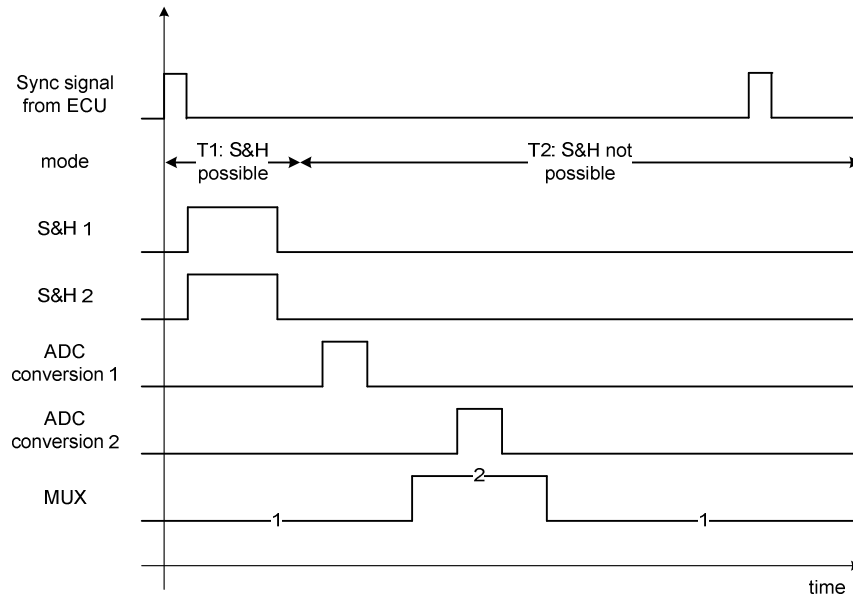 Sync signal
from ECU
mode
T1: S&H
possible
T2: S&H not
possible
S&H 1
S&H 2
ADC
conversion 1
ADC
conversion 2
MUX
1
2
1
time